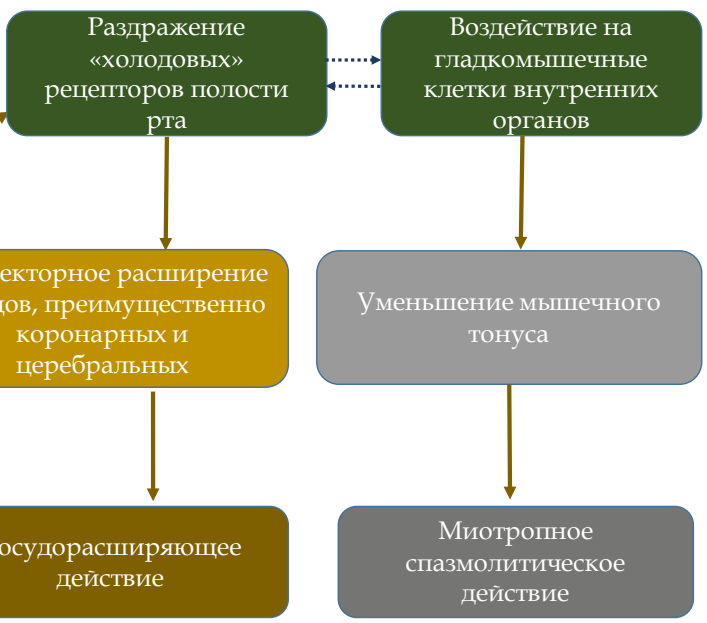 Раздражение
«холодовых»
рецепторов полости
рта
Воздействие на
гладкомышечные
клетки внутренних
органов
расширение
преимущественно
коронарных и
церебральных
Уменьшение мышечного
тонуса
действие
Миотропное
спазмолитическое
действие